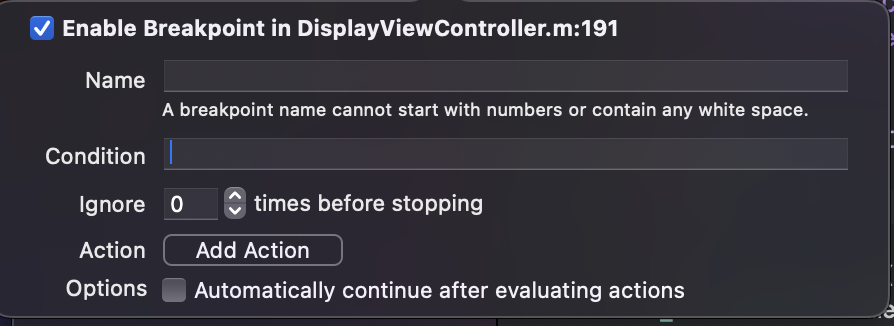 Enable Breakpoint in DisplayViewController.m:191
Name
A breakpoint name cannot start with numbers or contain any white space.
Condition
Ignore 0 times before stopping
Action Add Action
Options Automatically continue after evaluating actions